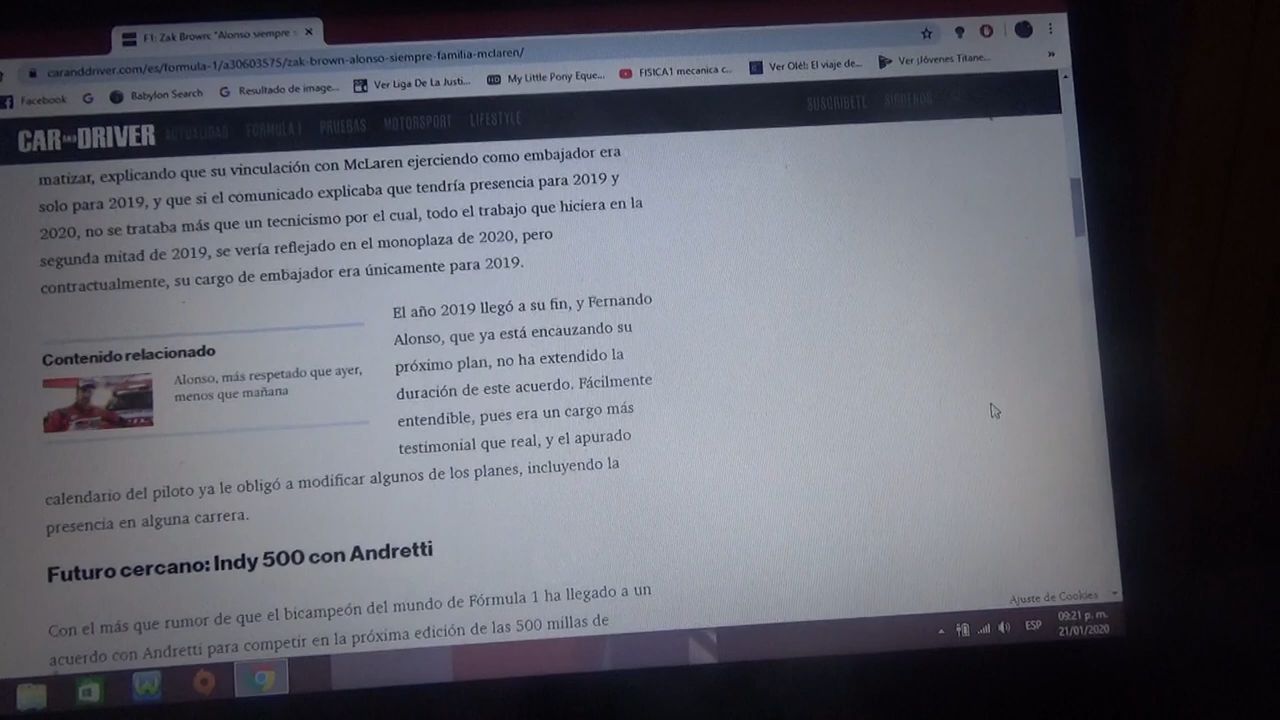 F1: Zak Brown: "Alonso siempre
caranddriver.com/es/formula-1/a30603575/zak-brown-alonso-siempre-familia-mclaren/
Facebook
Babylon Search
Resultado de image...
Ver Liga De La Justi...
My Little Pony Eque...
FISICA1 mecanica c...
Ver Olé!: El viaje de...
Ver ¡Jóvenes Titane...
CAR AND DRIVER
ACTUALIDAD FÓRMULA 1 PRUEBAS MOTORSPORT LIFESTYLE
SUSCRÍBETE SÍGUENOS
matizar, explicando que su vinculación con McLaren ejerciendo como embajador era
solo para 2019, y que si el comunicado explicaba que tendría presencia para 2019 y
2020, no se trataba más que un tecnicismo por el cual, todo el trabajo que hiciera en la
segunda mitad de 2019, se vería reflejado en el monoplaza de 2020, pero
contractualmente, su cargo de embajador era únicamente para 2019.
Contenido relacionado
Alonso, más respetado que ayer,
menos que mañana
El año 2019 llegó a su fin, y Fernando
Alonso, que ya está encauzando su
próximo plan, no ha extendido la
duración de este acuerdo. Fácilmente
entendible, pues era un cargo más
testimonial que real, y el apurado
calendario del piloto ya le obligó a modificar algunos de los planes, incluyendo la
presencia en alguna carrera.
Futuro cercano: Indy 500 con Andretti
Con el más que rumor de que el bicampeón del mundo de Fórmula 1 ha llegado a un
acuerdo con Andretti para competir en la próxima edición de las 500 millas de
Ajuste de Cookies
ESP
09:21 p. m.
21/01/2020